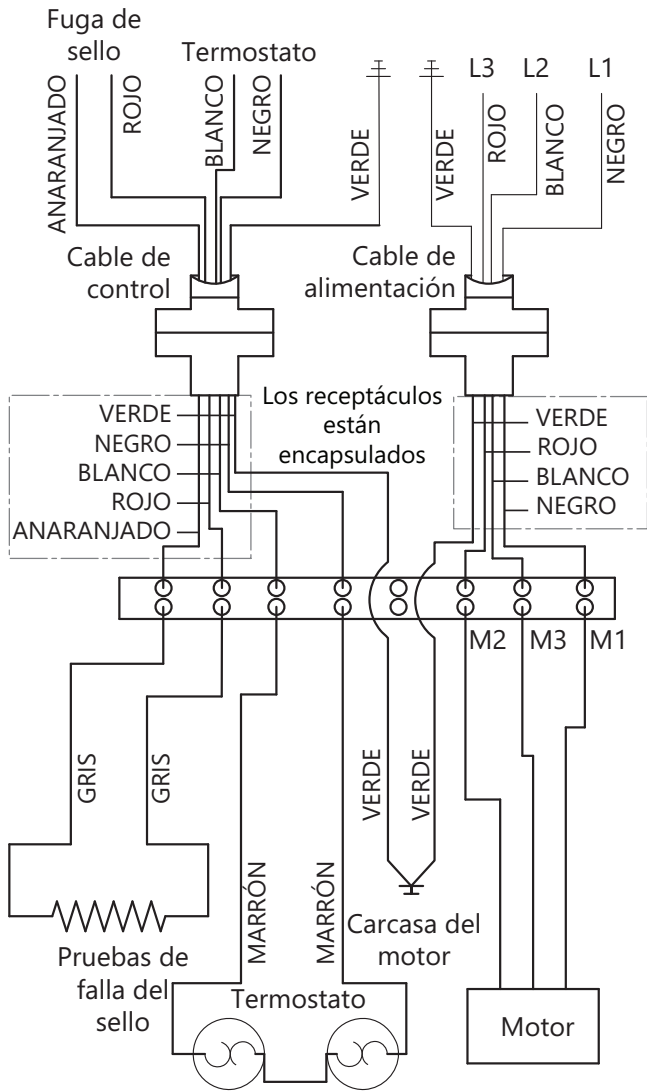 Fuga de
sello
Termostato
L3 L2 L1
ANARANJADO
ROJO
BLANCO
NEGRO
VERDE
VERDE
ROJO
BLANCO
NEGRO
Cable de
control
Cable de
alimentación
Los receptáculos
están
encapsulados
VERDE
NEGRO
BLANCO
ROJO
ANARANJADO
VERDE
ROJO
BLANCO
NEGRO
M2 M3 M1
GRIS
GRIS
MARRÓN
MARRÓN
VERDE
VERDE
Carcasa del
motor
Pruebas de
falla del
sello
Termostato
Motor